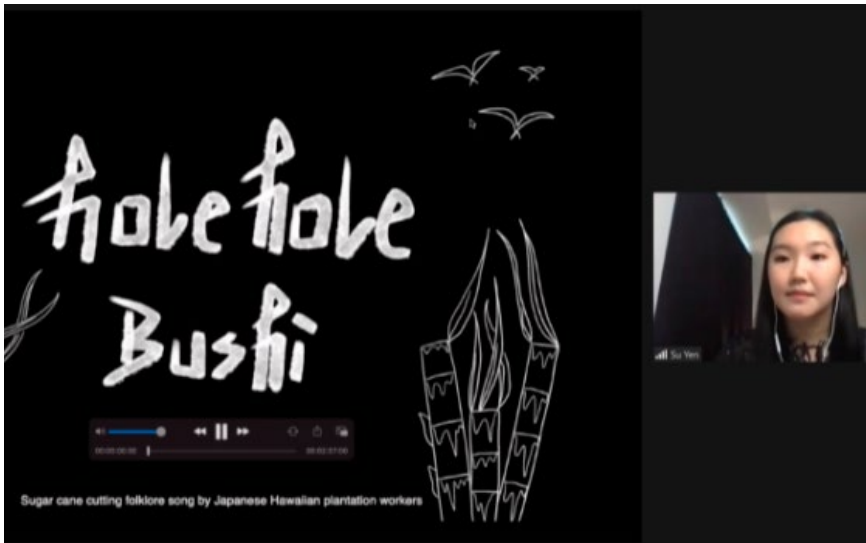 hole hole
Bushi
00:00:00:00
00:02:07:00
Sugar cane cutting folklore song by Japanese Hawaiian plantation workers
Su Yen